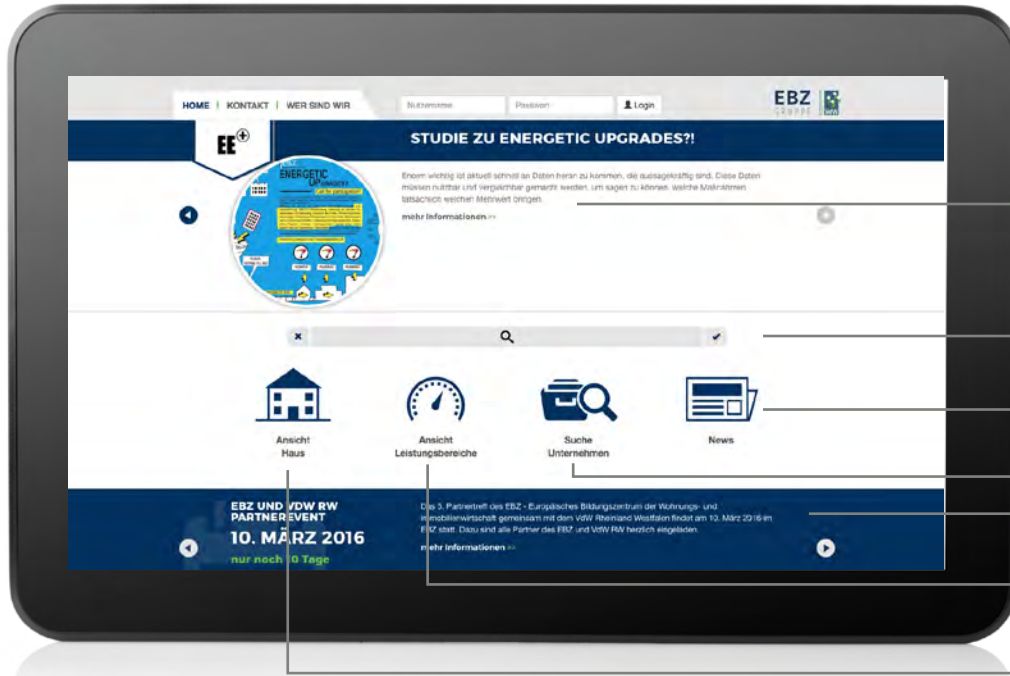 HOME | KONTAKT | WER SIND WIR
Nutzername
Passwort
Login
EBZ
GRUPPE
EE+
STUDIE ZU ENERGETIC UPGRADES?!
ENERGETIC
UPGRADES?!
Enorm wichtig ist aktuell schnell an Daten heran zu kommen, die aussagekräftig sind. Diese Daten
müssen nutzbar und vergleichbar gemacht werden, um sagen zu können, welche Maßnahmen
tatsächlich welchen Mehrwert bringen.
mehr Informationen >>
Ansicht
Haus
Ansicht
Leistungsbereiche
Suche
Unternehmen
News
EBZ UND VDW RW
PARTNEREVENT
10. MÄRZ 2016
nur noch 10 Tage
Das 3. Partnertreff des EBZ - Europäisches Bildungszentrum der Wohnungs- und
Immobilienwirtschaft gemeinsam mit dem VdW Rheinland Westfalen findet am 10. März 2016 im
EBZ statt. Dazu sind alle Partner des EBZ und VdW RW herzlich eingeladen.
mehr Informationen >>